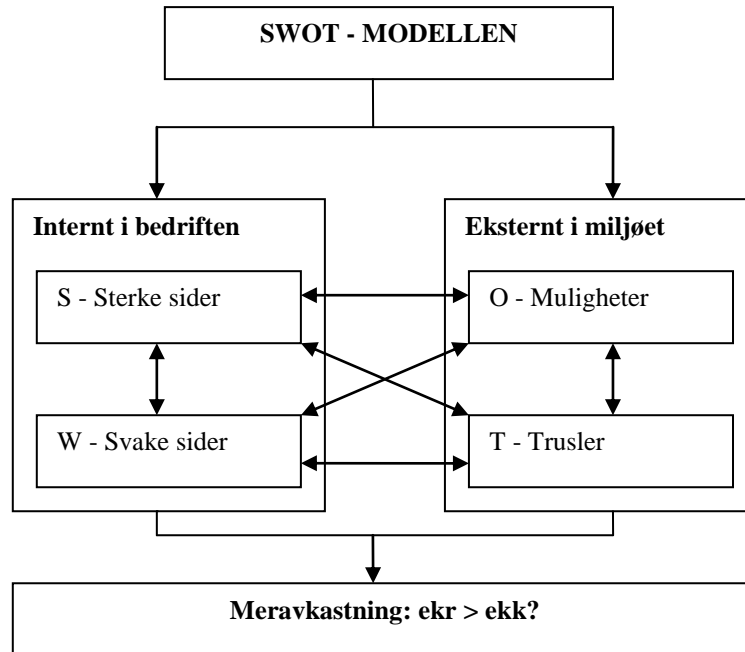 SWOT - MODELLEN
Internt i bedriften
S - Sterke sider
W - Svake sider
Eksternt i miljøet
O - Muligheter
T - Trusler
Meravkastning: ekr > ekk?